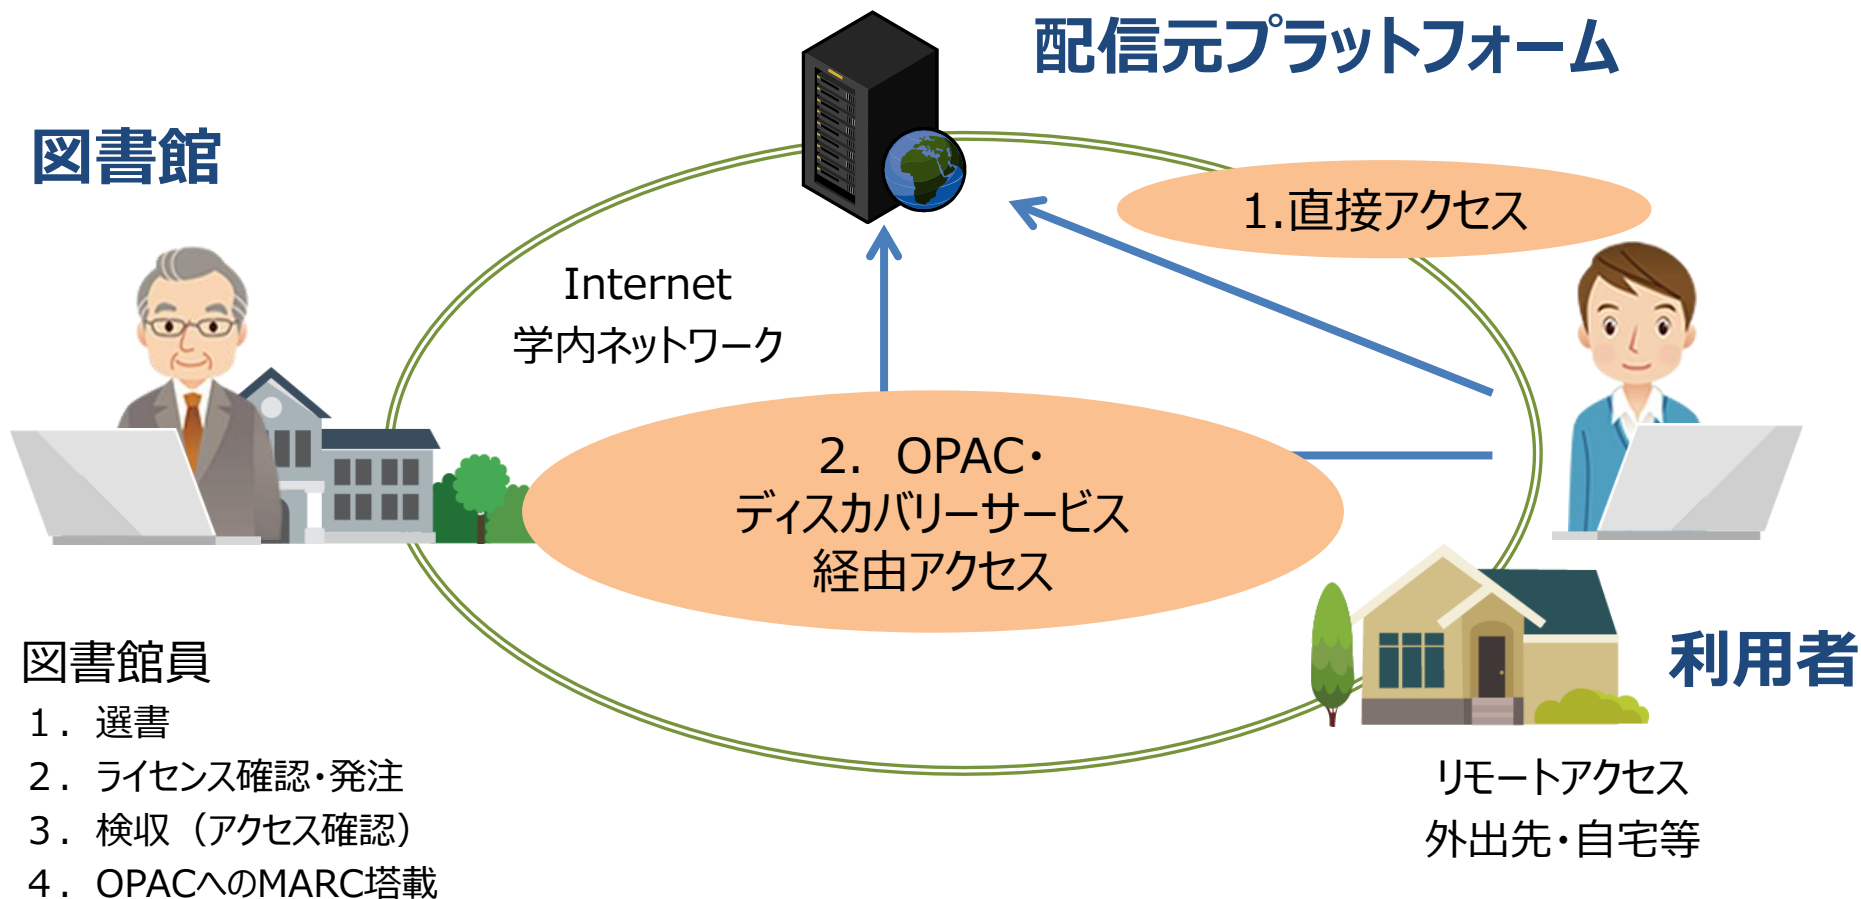 配信元プラットフォーム
図書館
1.直接アクセス
Internet
学内ネットワーク
2. OPAC・
ディスカバリーサービス
経由アクセス
利用者
図書館員
１．選書
２．ライセンス確認・発注
３．検収（アクセス確認）
４．OPACへのMARC塔載
リモートアクセス
外出先・自宅等